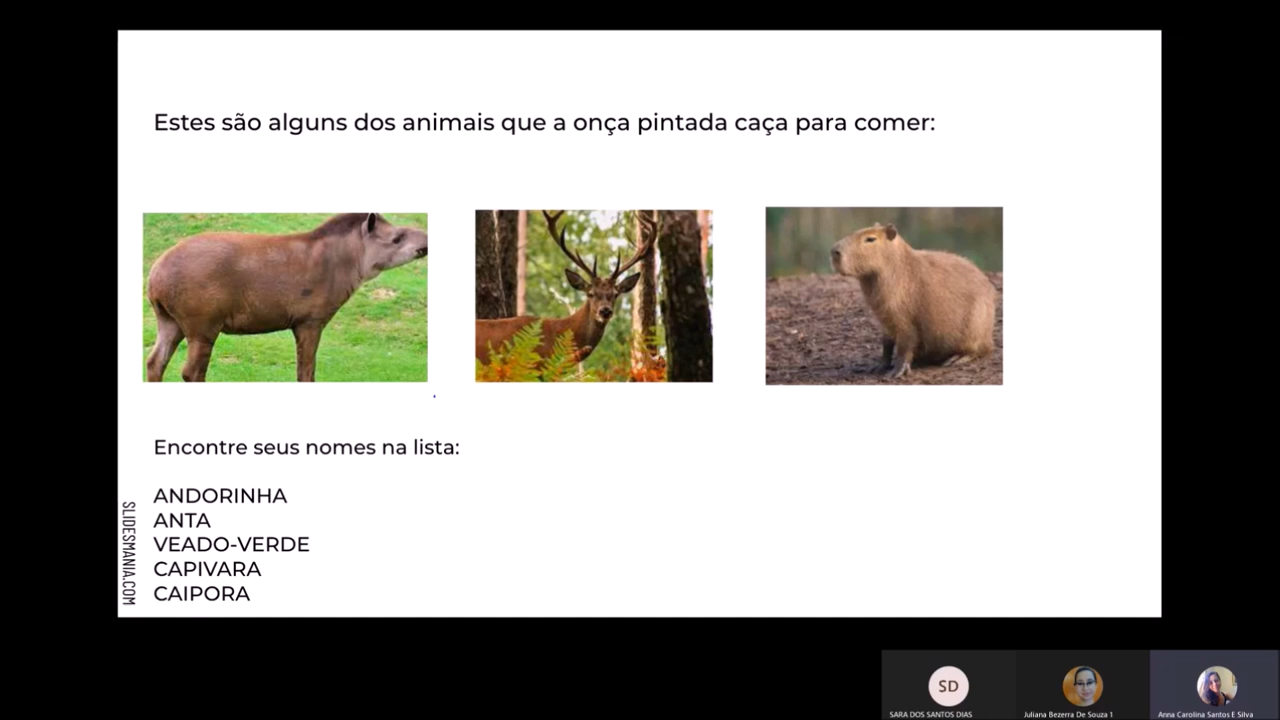 Estes são alguns dos animais que a onça pintada caça para comer:
Encontre seus nomes na lista:
ANDORINHA
ANTA
VEADO-VERDE
CAPIVARA
CAIPORA
SLIDESMANIA.COM
SD
SARA DOS SANTOS DIAS
Juliana Bezerra De Souza 1
Anna Carolina Santos E Silva